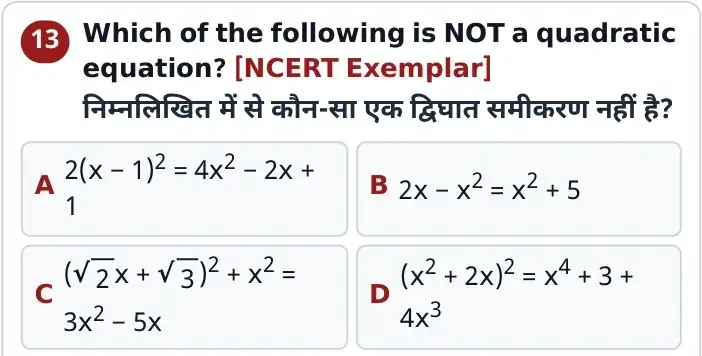 13 Which of the following is NOT a quadratic
equation? [NCERT Exemplar]
निम्नलिखित में से कौन-सा एक द्विघात समीकरण नहीं है?
A 2(x − 1)² = 4x² − 2x +
1
B 2x − x² = x² + 5
C (√2x + √3)² + x² =
3x² − 5x
D (x² + 2x)² = x⁴ + 3 +
4x³